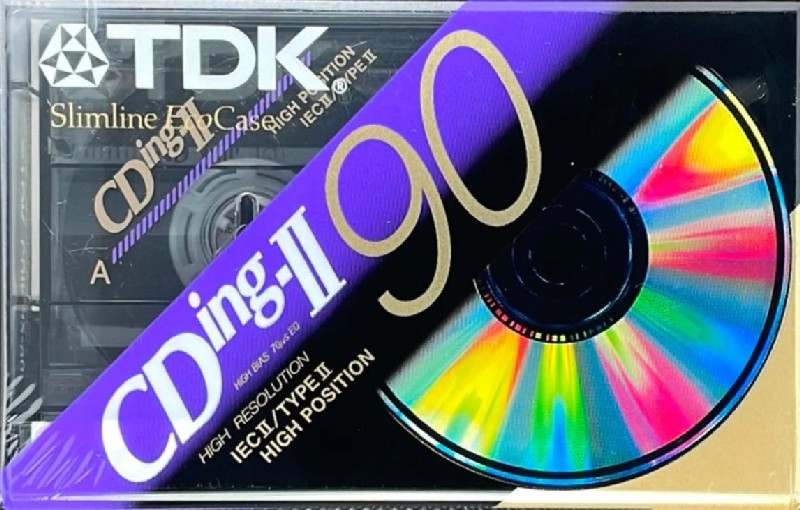 TDK
Slimline EcoCase
HIGH POSITION
IEC II/TYPE II
CDing-II
A
CDing-II
90
HIGH BIAS 70μs EQ
HIGH RESOLUTION
IEC II/TYPE II
HIGH POSITION